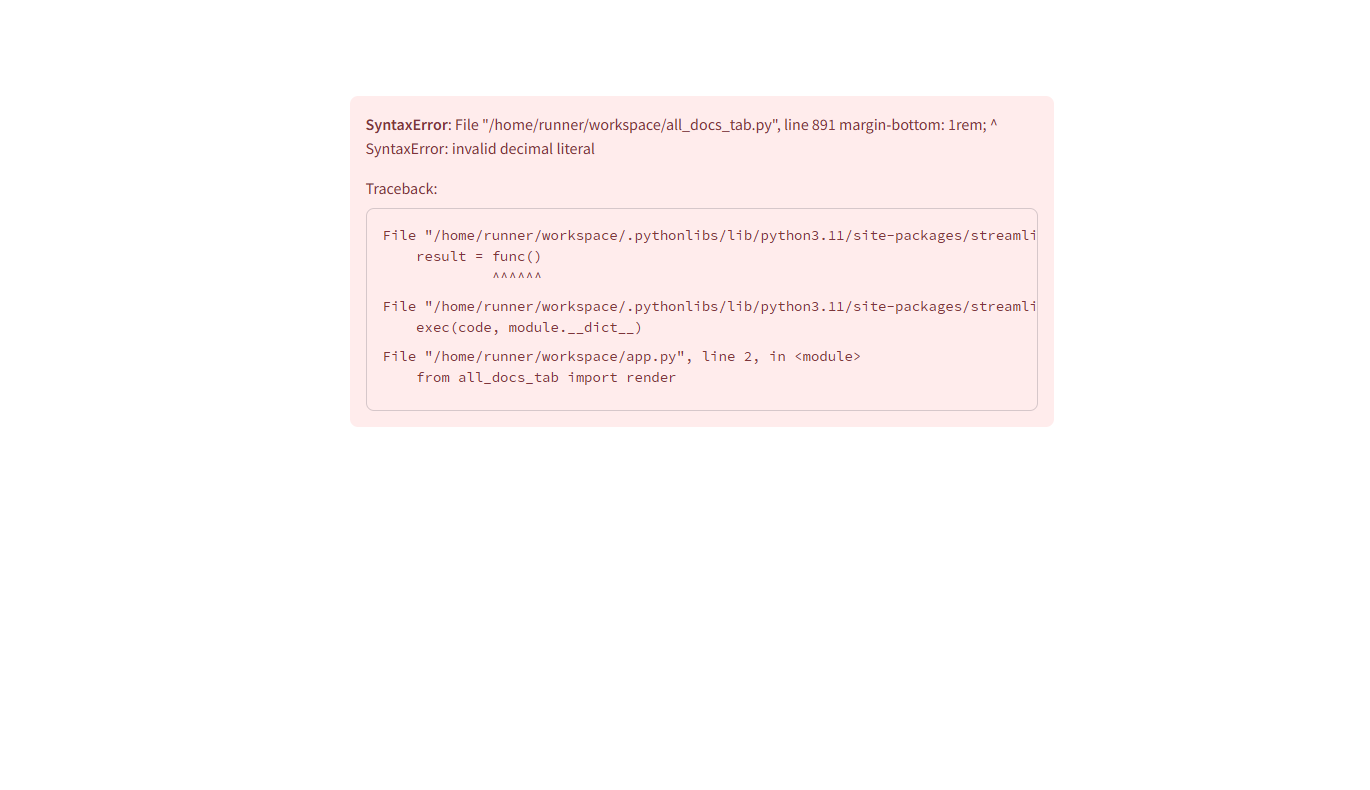 SyntaxError: File "/home/runner/workspace/all_docs_tab.py", line 891 margin-bottom: 1rem; ^
SyntaxError: invalid decimal literal
Traceback:
File "/home/runner/workspace/.pythonlibs/lib/python3.11/site-packages/streamli
result = func()
^^^^^^
File "/home/runner/workspace/.pythonlibs/lib/python3.11/site-packages/streamli
exec(code, module.__dict__)
File "/home/runner/workspace/app.py", line 2, in <module>
from all_docs_tab import render